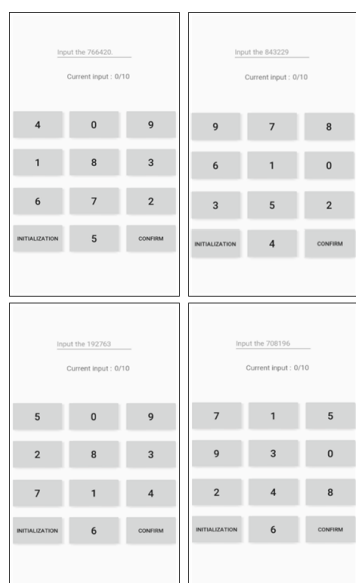 Input the 766420.
Current input : 0/10
4 0 9
1 8 3
6 7 2
INITIALIZATION 5 CONFIRM
Input the 843229
Current input : 0/10
9 7 8
6 1 0
3 5 2
INITIALIZATION 4 CONFIRM
Input the 192763
Current input : 0/10
5 0 9
2 8 3
7 1 4
INITIALIZATION 6 CONFIRM
Input the 708196
Current input : 0/10
7 1 5
9 3 0
2 4 8
INITIALIZATION 6 CONFIRM